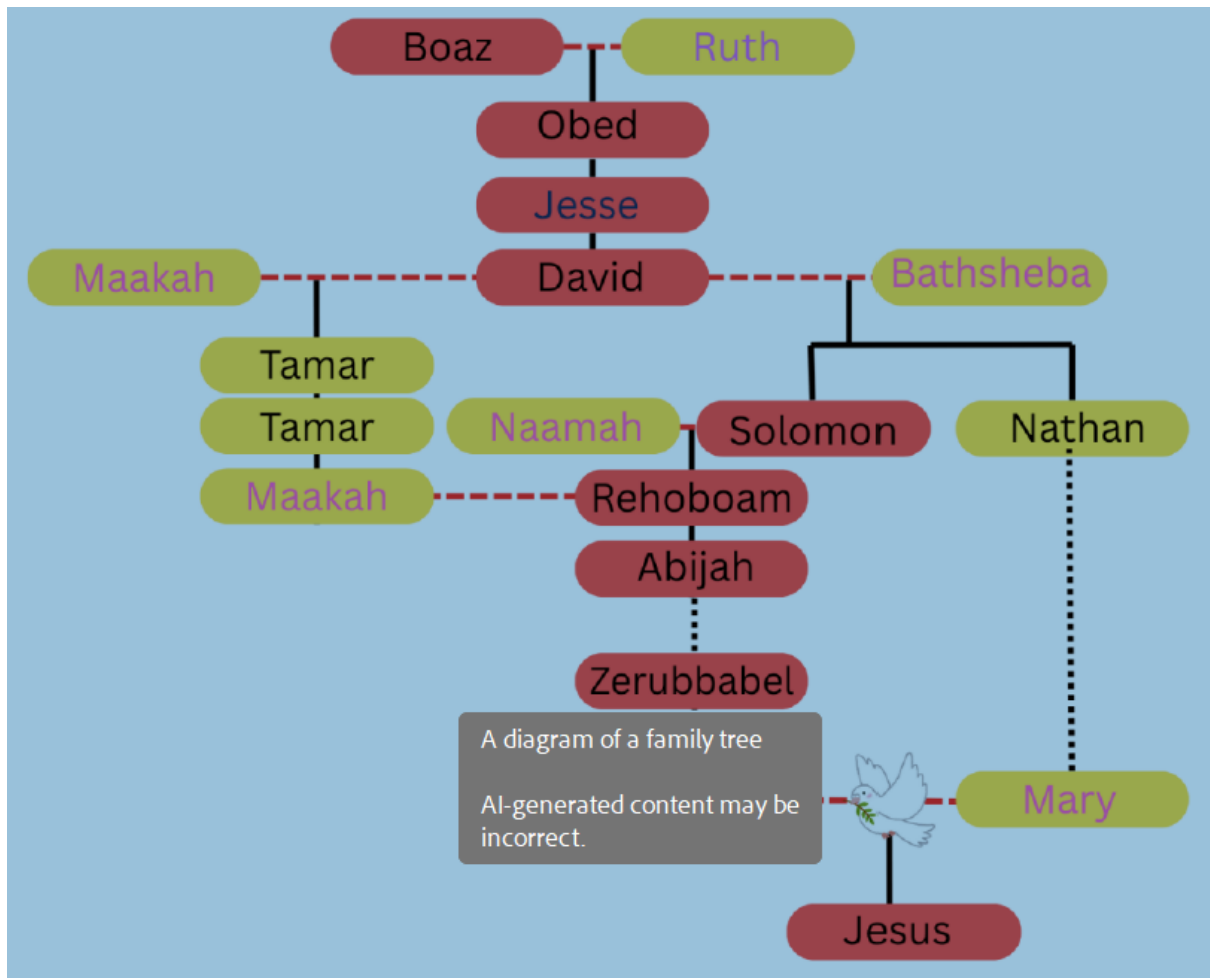 Boaz
Ruth
Obed
Jesse
Maakah
David
Bathsheba
Tamar
Tamar
Naamah
Solomon
Nathan
Maakah
Rehoboam
Abijah
Zerubbabel
A diagram of a family tree
AI-generated content may be
incorrect.
Mary
Jesus